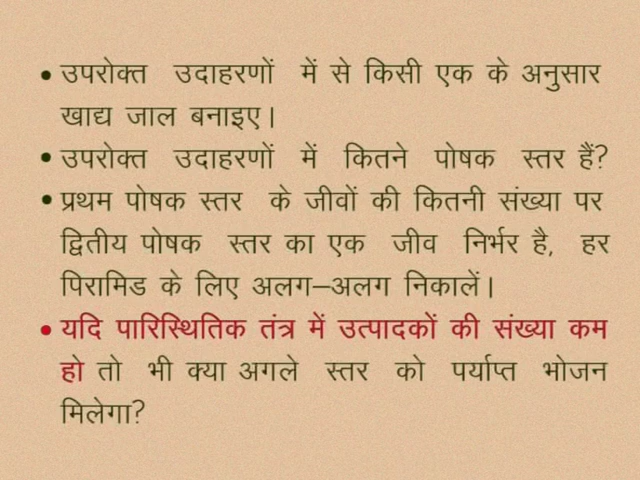 • उपरोक्त उदाहरणों में से किसी एक के अनुसार
खाद्य जाल बनाइए।
• उपरोक्त उदाहरणों में कितने पोषक स्तर हैं?
• प्रथम पोषक स्तर के जीवों की कितनी संख्या पर
द्वितीय पोषक स्तर का एक जीव निर्भर है, हर
पिरामिड के लिए अलग–अलग निकालें।
• यदि पारिस्थितिक तंत्र में उत्पादकों की संख्या कम
हो तो भी क्या अगले स्तर को पर्याप्त भोजन
मिलेगा?